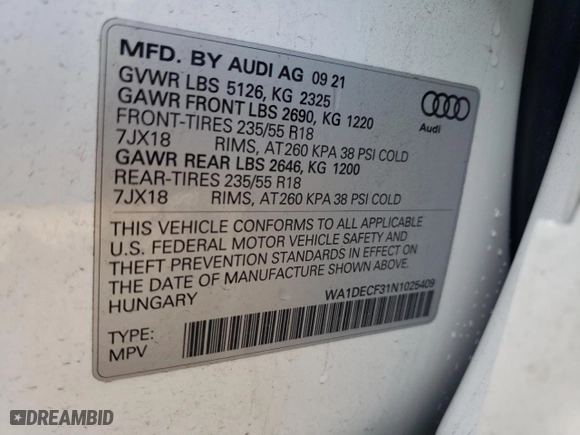 MFD. BY AUDI AG 09 21
GVWR LBS 5126, KG 2325
GAWR FRONT LBS 2690, KG 1220
FRONT-TIRES 235/55 R18
7JX18 RIMS, AT260 KPA 38 PSI COLD
GAWR REAR LBS 2646, KG 1200
REAR-TIRES 235/55 R18
7JX18 RIMS, AT260 KPA 38 PSI COLD
Audi
THIS VEHICLE CONFORMS TO ALL APPLICABLE
U.S. FEDERAL MOTOR VEHICLE SAFETY AND
THEFT PREVENTION STANDARDS IN EFFECT ON
THE DATE OF MANUFACTURE SHOWN ABOVE.
HUNGARY
WA1DECF31N1025409
TYPE:
MPV
DREAMBID